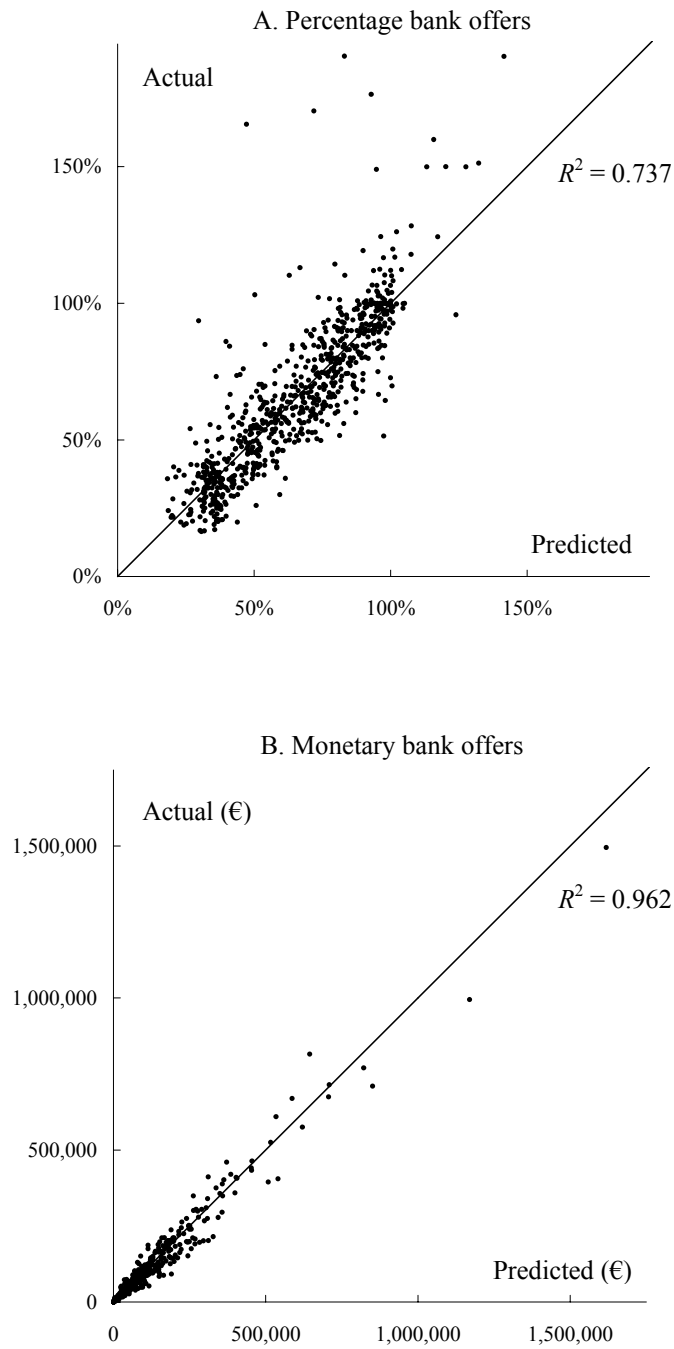 A. Percentage bank offers
Actual
150%
R² = 0.737
100%
50%
Predicted
0%
0% 50% 100% 150%
B. Monetary bank offers
Actual (€)
1,500,000
R² = 0.962
1,000,000
500,000
Predicted (€)
0
0 500,000 1,000,000 1,500,000